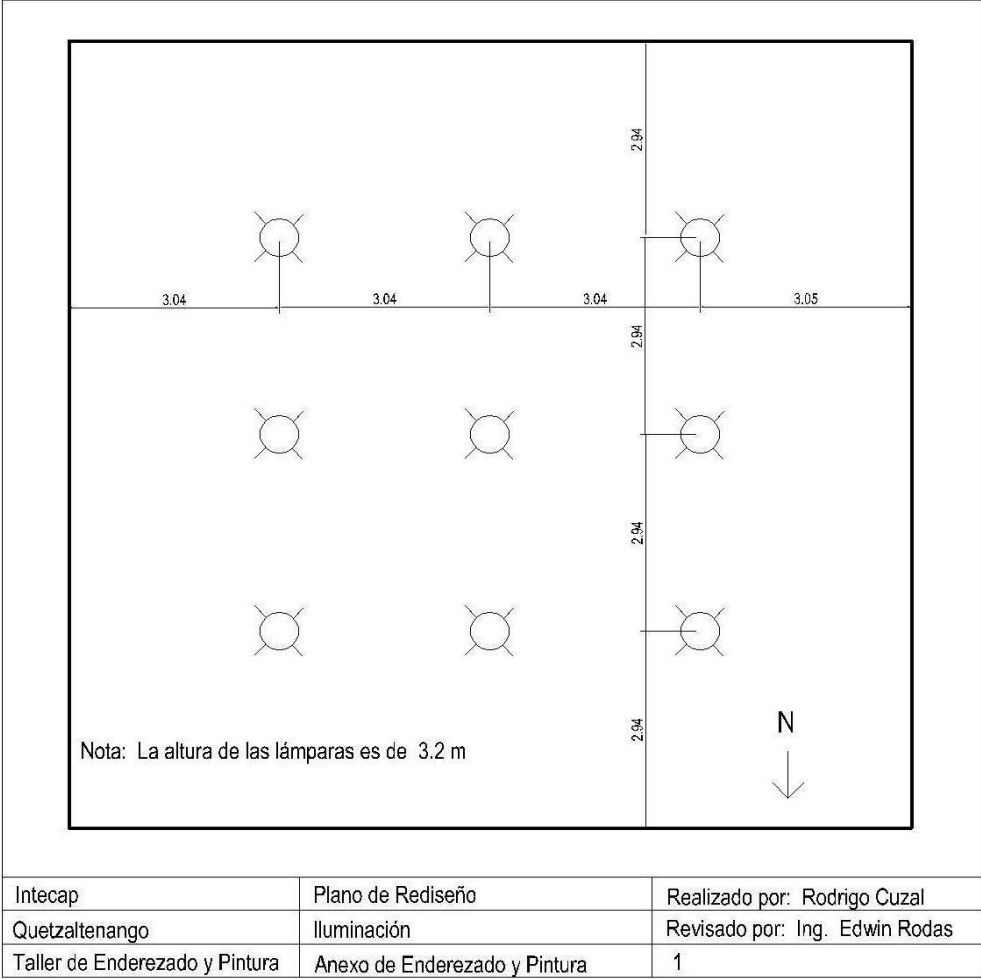 2.94
3.04 3.04 3.04 3.05
2.94
2.94
N
2.94
Nota: La altura de las lámparas es de 3.2 m
Intecap Plano de Rediseño Realizado por: Rodrigo Cuzal
Quetzaltenango Iluminación Revisado por: Ing. Edwin Rodas
Taller de Enderezado y Pintura Anexo de Enderezado y Pintura 1